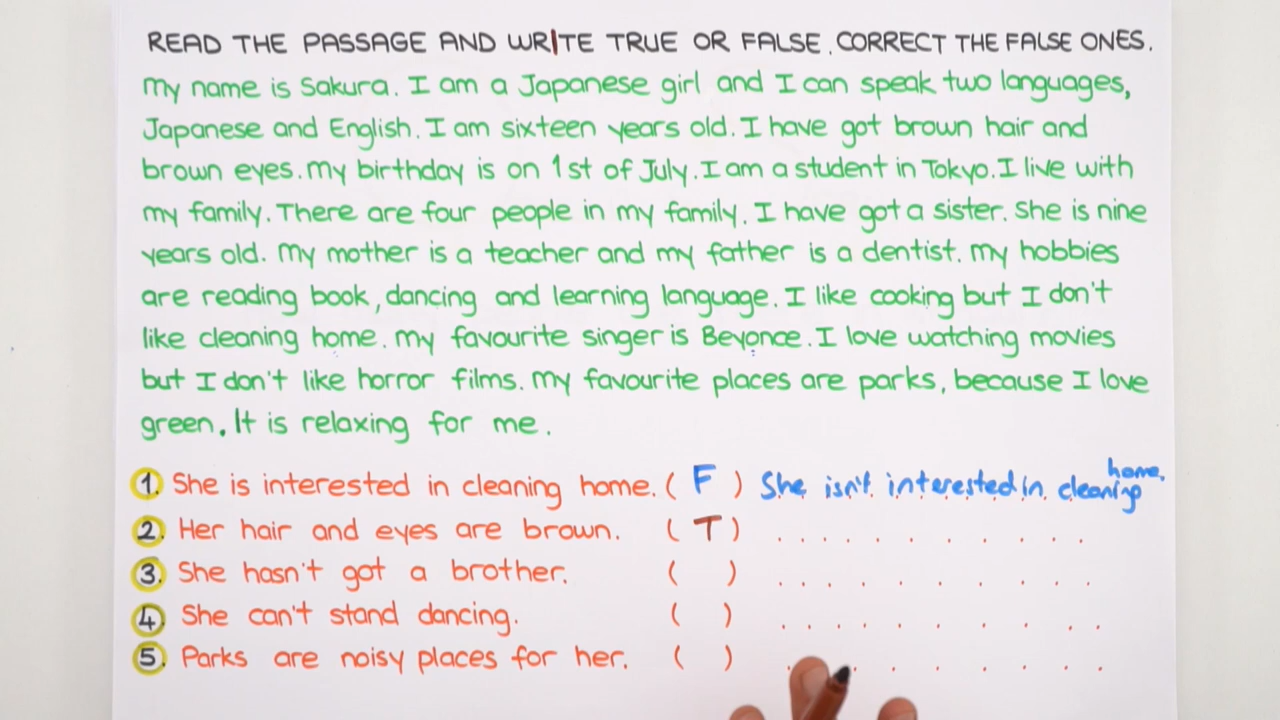 READ THE PASSAGE AND WRITE TRUE OR FALSE. CORRECT THE FALSE ONES.
My name is Sakura. I am a Japanese girl and I can speak two languages,
Japanese and English. I am sixteen years old. I have got brown hair and
brown eyes. My birthday is on 1st of July. I am a student in Tokyo. I live with
my family. There are four people in my family. I have got a sister. She is nine
years old. My mother is a teacher and my father is a dentist. My hobbies
are reading book, dancing and learning language. I like cooking but I don't
like cleaning home. My favourite singer is Beyonce. I love watching movies
but I don't like horror films. My favourite places are parks, because I love
green. It is relaxing for me.
1. She is interested in cleaning home. ( F ) She isn't interested in cleaning home.
2. Her hair and eyes are brown. ( T ) . . . . . . . . . . .
3. She hasn't got a brother. ( ) . . . . . . . . . .
4. She can't stand dancing. ( ) . . . . . . . . . .
5. Parks are noisy places for her. ( ) . . . . . . . .